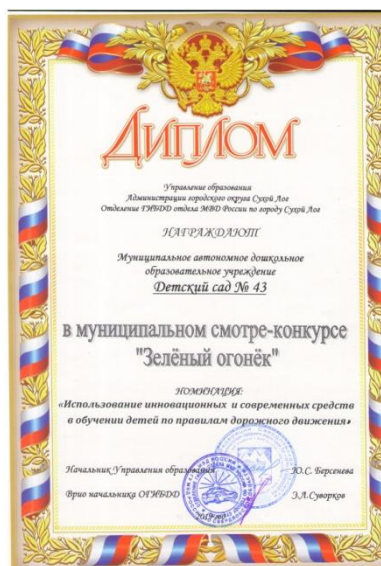 ДИПЛОМ
Управление образования
Администрации городского округа Сухой Лог
Отделение ГИБДД отдела МВД России по городу Сухой Лог
НАГРАЖДАЮТ
Муниципальное автономное дошкольное
образовательное учреждение
Детский сад № 43
в муниципальном смотре-конкурсе
"Зелёный огонёк"
НОМИНАЦИЯ:
«Использование инновационных и современных средств
в обучении детей по правилам дорожного движения»
Начальник Управления образования Ю.С. Берсенева
Врио начальника ОГИБДД Э.А.Суворков